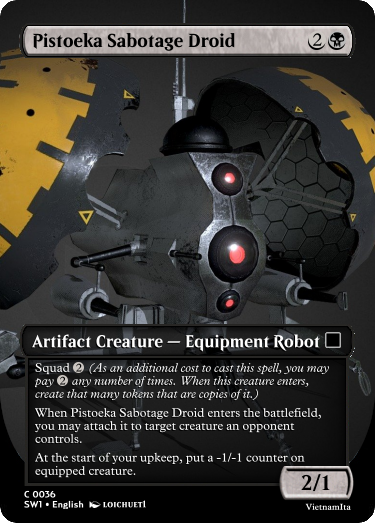 Pistoeka Sabotage Droid 2
Artifact Creature — Equipment Robot
Squad 2 (As an additional cost to cast this spell, you may
pay 2 any number of times. When this creature enters,
create that many tokens that are copies of it.)
When Pistoeka Sabotage Droid enters the battlefield,
you may attach it to target creature an opponent
controls.
At the start of your upkeep, put a -1/-1 counter on
equipped creature.
2/1
C 0036
SW1 • English LOICHUETI
VietnamIta